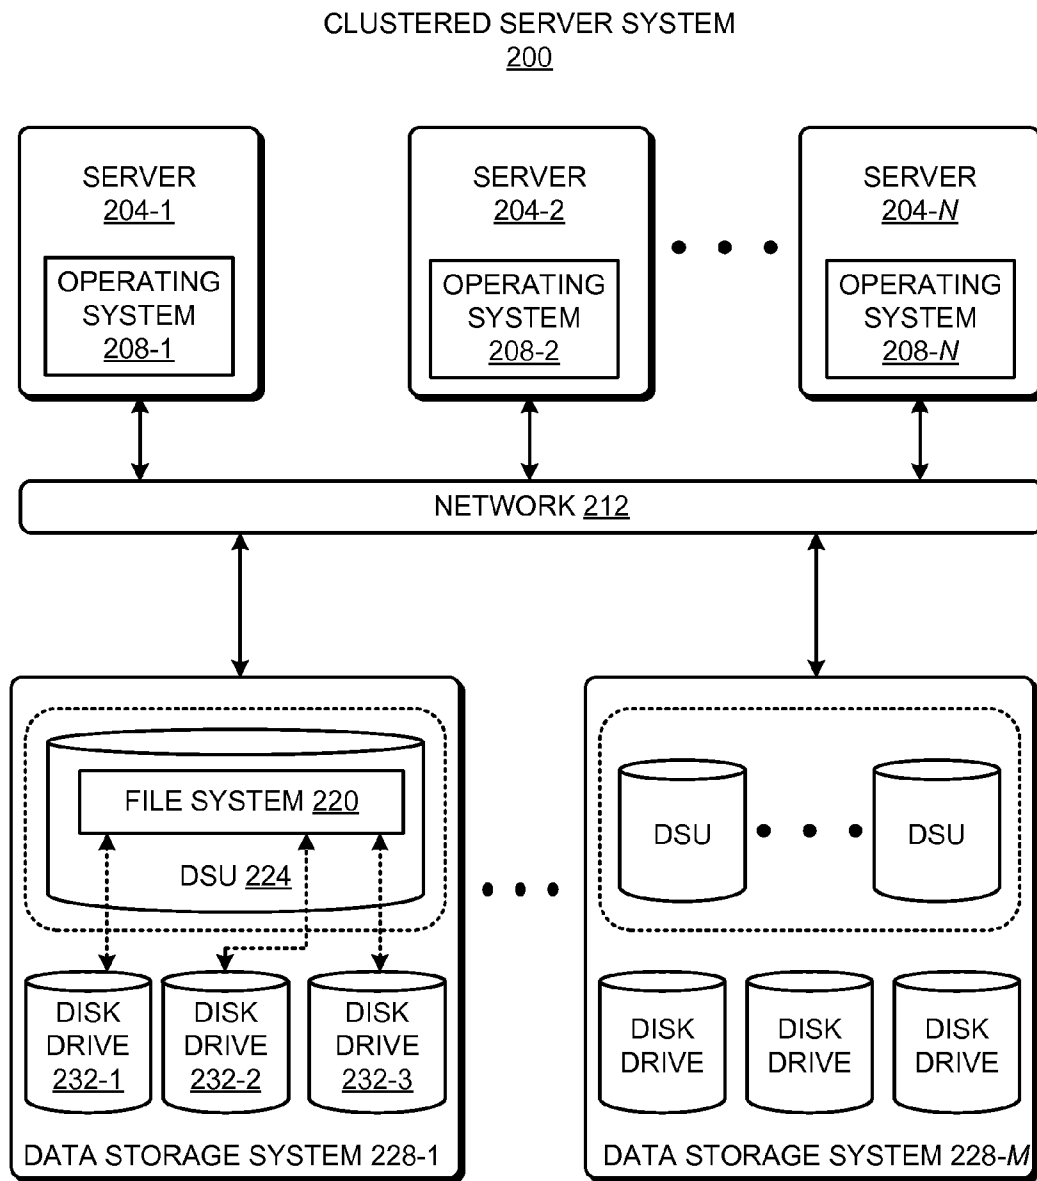 CLUSTERED SERVER SYSTEM
200
SERVER
204-1
OPERATING
SYSTEM
208-1
SERVER
204-2
OPERATING
SYSTEM
208-2
SERVER
204-N
OPERATING
SYSTEM
208-N
NETWORK 212
FILE SYSTEM 220
DSU 224
DISK
DRIVE
232-1
DISK
DRIVE
232-2
DISK
DRIVE
232-3
DATA STORAGE SYSTEM 228-1
DSU
DSU
DISK
DRIVE
DISK
DRIVE
DISK
DRIVE
DATA STORAGE SYSTEM 228-M